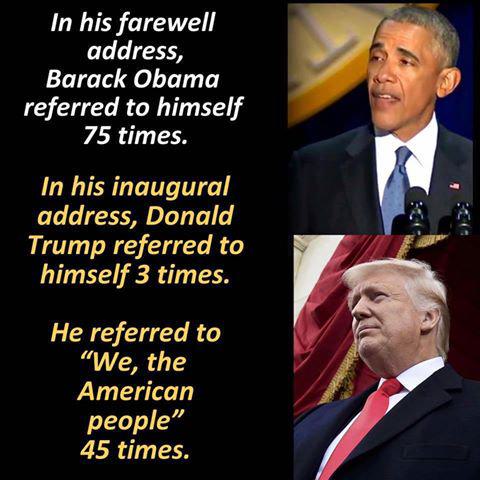 In his farewell
address,
Barack Obama
referred to himself
75 times.
In his inaugural
address, Donald
Trump referred to
himself 3 times.
He referred to
“We, the
American
people”
45 times.